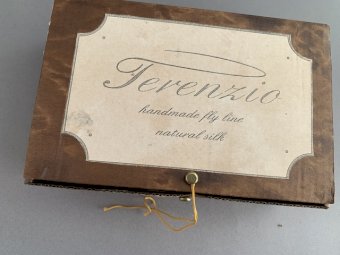 Terenzio
handmade fly line
natural silk